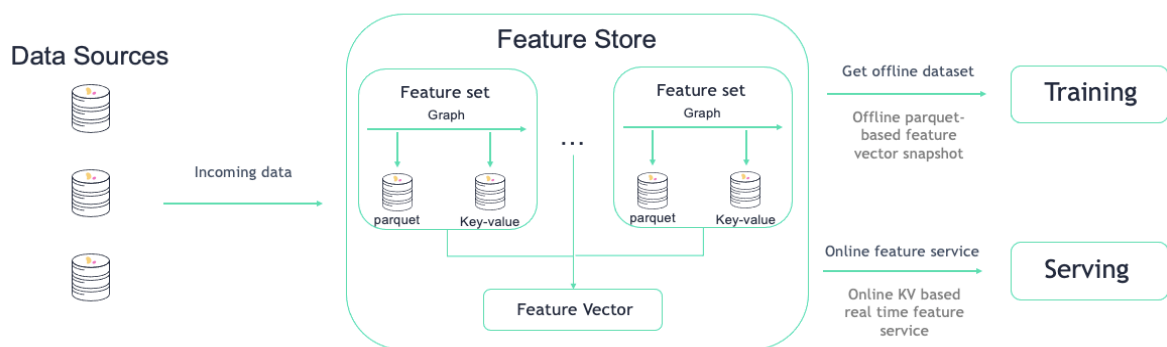 Data Sources
Incoming data
Feature Store
Feature set
Graph
parquet
Key-value
...
Feature set
Graph
parquet
Key-value
Feature Vector
Get offline dataset
Offline parquet-
based feature
vector snapshot
Training
Online feature service
Online KV based
real time feature
service
Serving